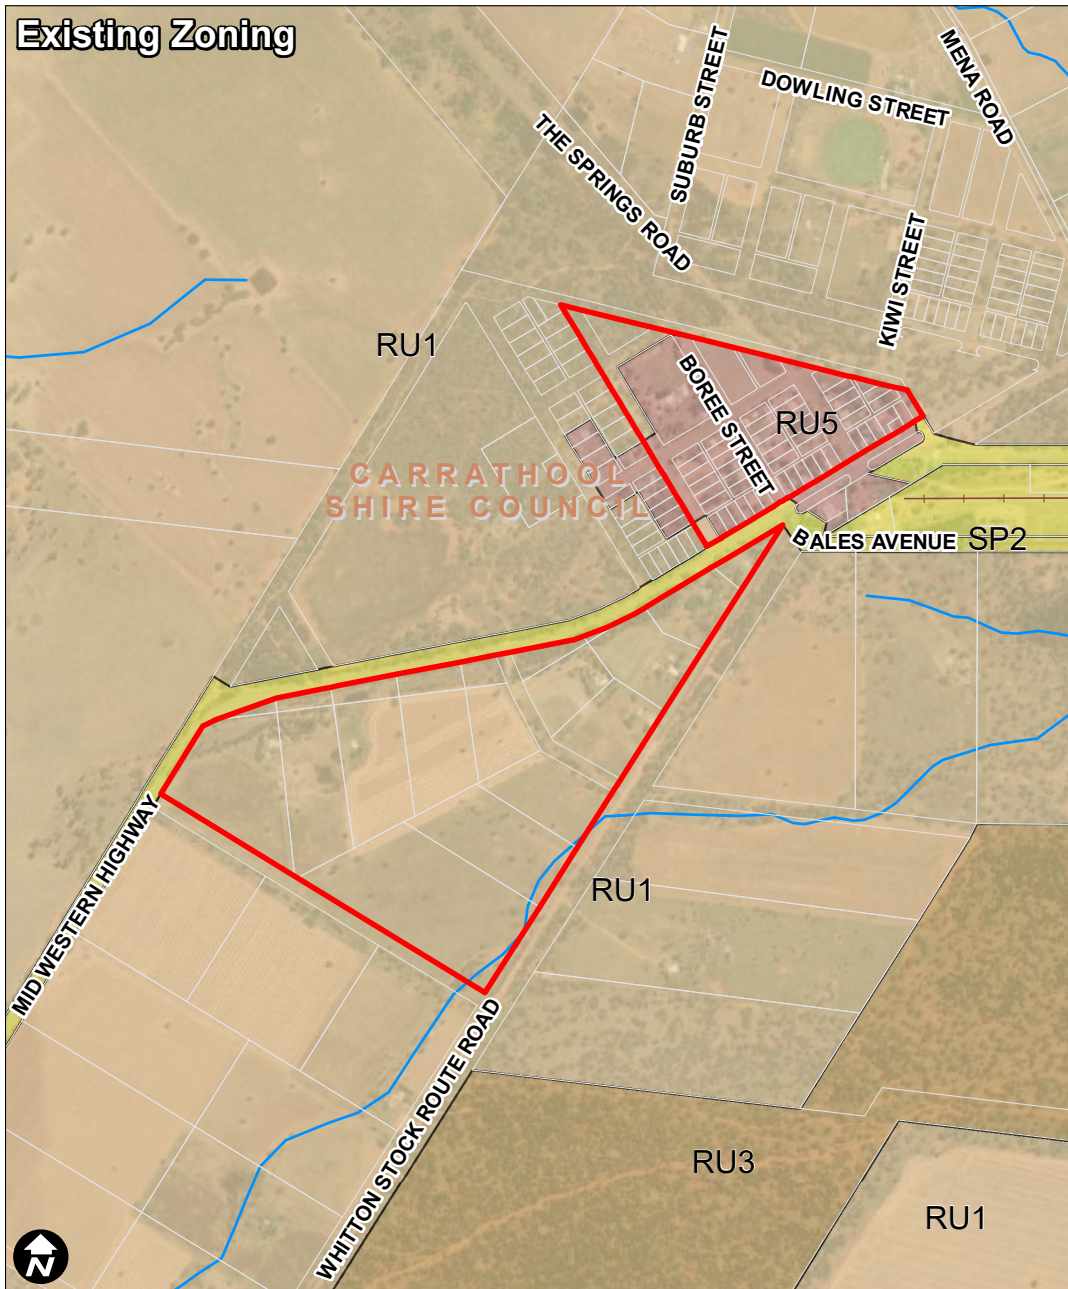 Existing Zoning
MENA ROAD
SUBURB STREET
DOWLING STREET
THE SPRINGS ROAD
KIWI STREET
RU1
BOREE STREET
RU5
CARRATHOOL
SHIRE COUNCIL
BALES AVENUE
SP2
MID WESTERN HIGHWAY
RU1
WHITTON STOCK ROUTE ROAD
RU3
RU1
N